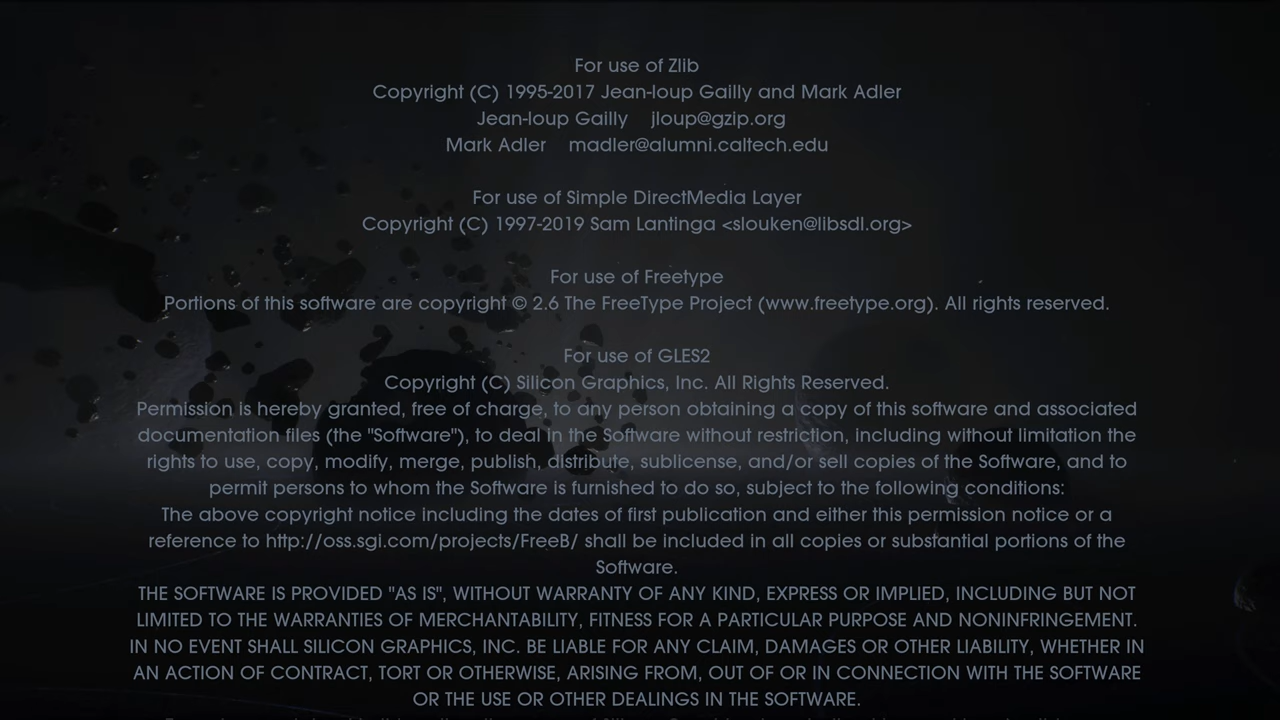 For use of Zlib
Copyright (C) 1995-2017 Jean-loup Gailly and Mark Adler
Jean-loup Gailly    jloup@gzip.org
Mark Adler    madler@alumni.caltech.edu
For use of Simple DirectMedia Layer
Copyright (C) 1997-2019 Sam Lantinga <slouken@libsdl.org>
For use of Freetype
Portions of this software are copyright © 2.6 The FreeType Project (www.freetype.org). All rights reserved.
For use of GLES2
Copyright (C) Silicon Graphics, Inc. All Rights Reserved.
Permission is hereby granted, free of charge, to any person obtaining a copy of this software and associated
documentation files (the "Software"), to deal in the Software without restriction, including without limitation the
rights to use, copy, modify, merge, publish, distribute, sublicense, and/or sell copies of the Software, and to
permit persons to whom the Software is furnished to do so, subject to the following conditions:
The above copyright notice including the dates of first publication and either this permission notice or a
reference to http://oss.sgi.com/projects/FreeB/ shall be included in all copies or substantial portions of the
Software.
THE SOFTWARE IS PROVIDED "AS IS", WITHOUT WARRANTY OF ANY KIND, EXPRESS OR IMPLIED, INCLUDING BUT NOT
LIMITED TO THE WARRANTIES OF MERCHANTABILITY, FITNESS FOR A PARTICULAR PURPOSE AND NONINFRINGEMENT.
IN NO EVENT SHALL SILICON GRAPHICS, INC. BE LIABLE FOR ANY CLAIM, DAMAGES OR OTHER LIABILITY, WHETHER IN
AN ACTION OF CONTRACT, TORT OR OTHERWISE, ARISING FROM, OUT OF OR IN CONNECTION WITH THE SOFTWARE
OR THE USE OR OTHER DEALINGS IN THE SOFTWARE.